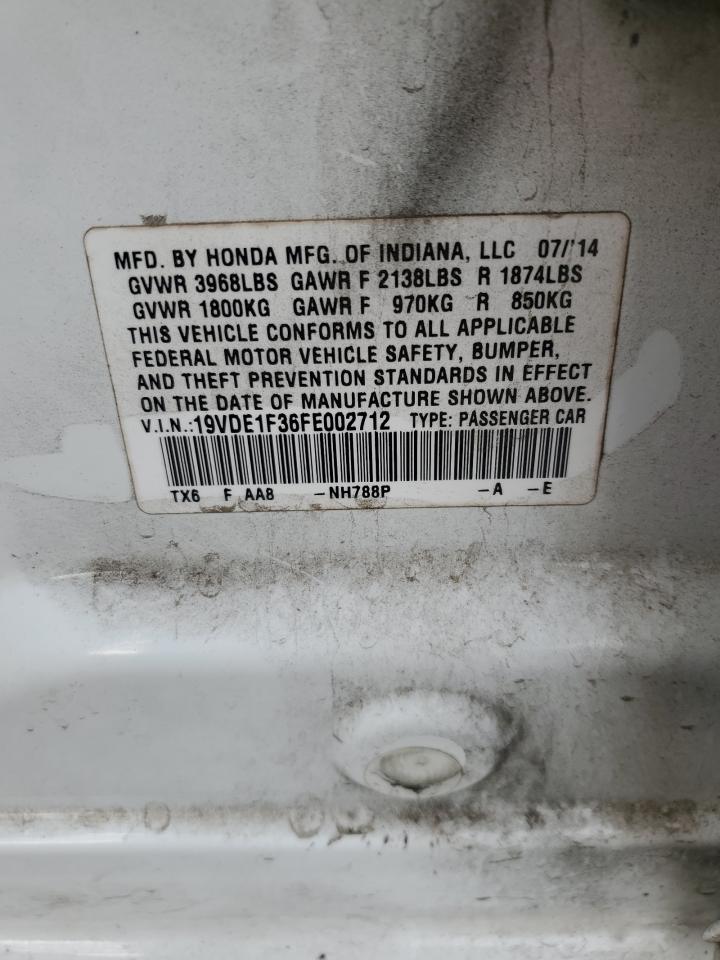 MFD. BY HONDA MFG. OF INDIANA, LLC 07/'14
GVWR 3968LBS GAWR F 2138LBS R 1874LBS
GVWR 1800KG GAWR F 970KG R 850KG
THIS VEHICLE CONFORMS TO ALL APPLICABLE
FEDERAL MOTOR VEHICLE SAFETY, BUMPER,
AND THEFT PREVENTION STANDARDS IN EFFECT
ON THE DATE OF MANUFACTURE SHOWN ABOVE.
V.I.N.:19VDE1F36FE002712 TYPE: PASSENGER CAR
TX6 F AA8 -NH788P -A -E